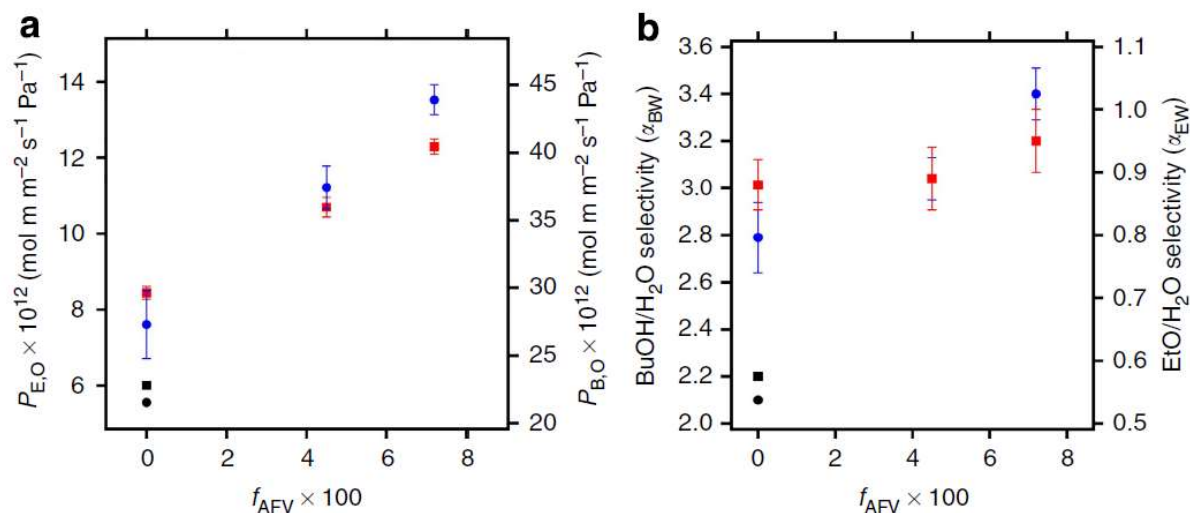 a
14
12
10
8
6
P_E,O × 10^12 (mol m m^−2 s^−1 Pa^−1)
45
40
35
30
25
20
P_B,O × 10^12 (mol m m^−2 s^−1 Pa^−1)
0 2 4 6 8
f_AFV × 100
b
3.6
3.4
3.2
3.0
2.8
2.6
2.4
2.2
2.0
BuOH/H₂O selectivity (α_BW)
1.1
1.0
0.9
0.8
0.7
0.6
0.5
EtO/H₂O selectivity (α_EW)
0 2 4 6 8
f_AFV × 100